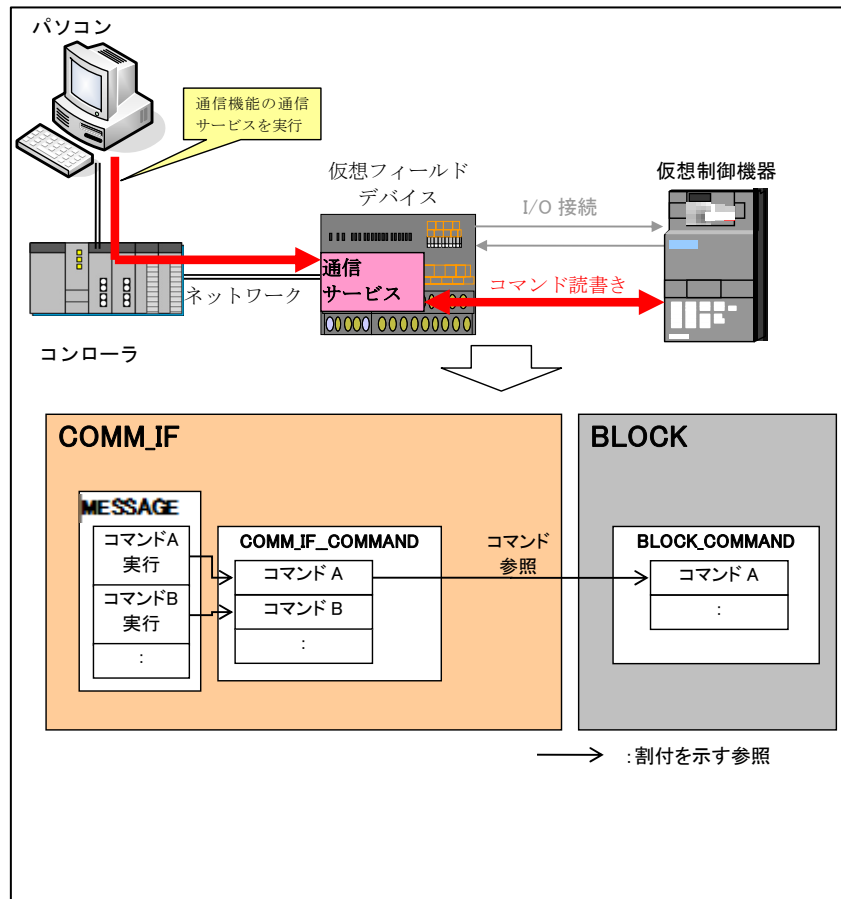 パソコン
通信機能の通信
サービスを実行
仮想フィールド
デバイス
仮想制御機器
I/O 接続
通信
サービス
コマンド読書き
ネットワーク
コントローラ
COMM_IF
BLOCK
MESSAGE
コマンドA
実行
コマンドB
実行
:
COMM_IF_COMMAND
コマンド A
コマンド B
:
コマンド
参照
BLOCK_COMMAND
コマンド A
:
:割付を示す参照